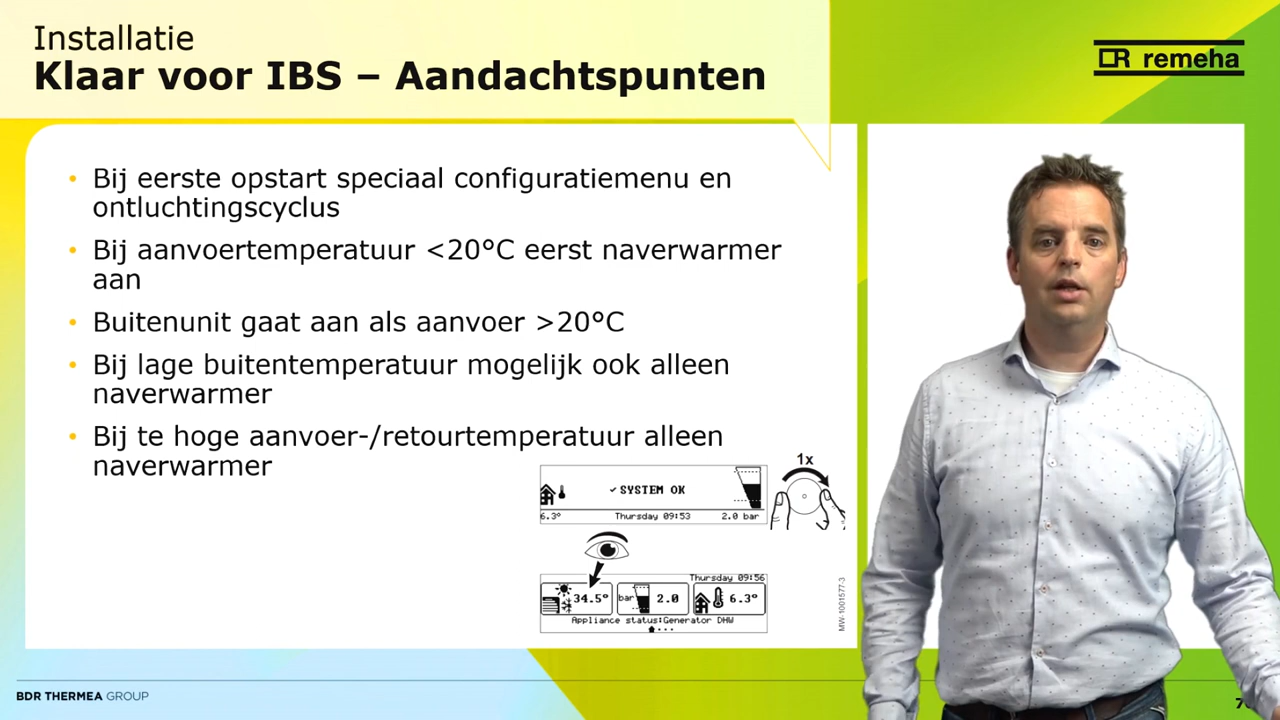 Installatie
Klaar voor IBS – Aandachtspunten
remeha
• Bij eerste opstart speciaal configuratiemenu en
ontluchtingscyclus
• Bij aanvoertemperatuur <20°C eerst naverwarmer
aan
• Buitenunit gaat aan als aanvoer >20°C
• Bij lage buitentemperatuur mogelijk ook alleen
naverwarmer
• Bij te hoge aanvoer-/retourtemperatuur alleen
naverwarmer
1x
✓SYSTEM OK
6.3° Thursday 09:53 2.0 bar
Thursday 09:56
34.5° bar 2.0 6.3°
Appliance status:Generator DHW
MW-1001577-3
BDR THERMEA GROUP
7